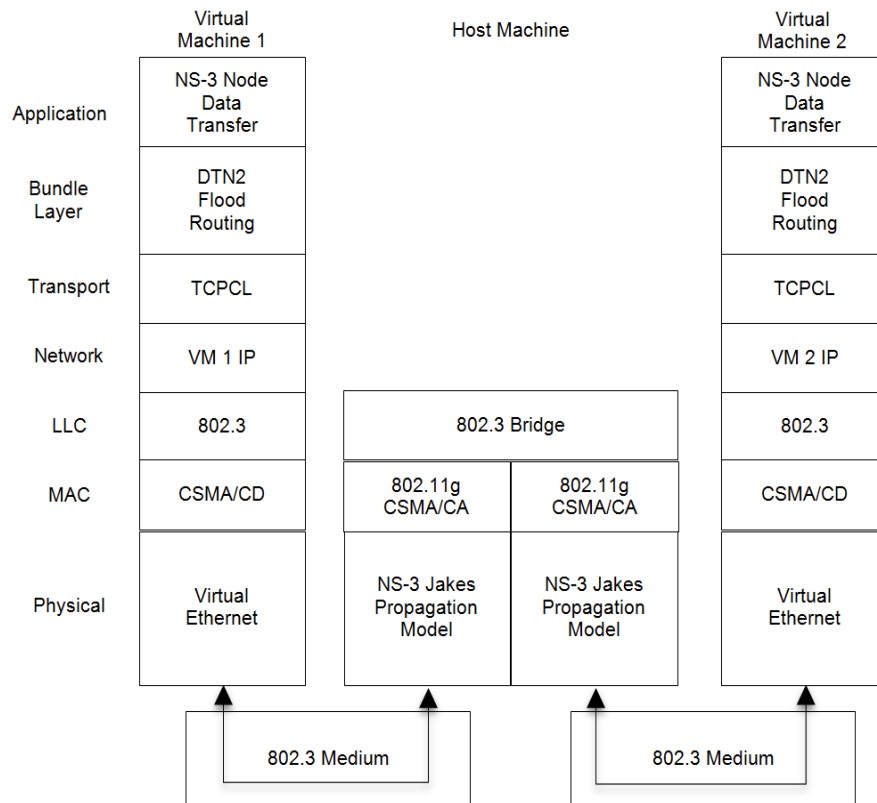 Virtual
Machine 1
Host Machine
Virtual
Machine 2
Application
NS-3 Node
Data
Transfer
NS-3 Node
Data
Transfer
Bundle
Layer
DTN2
Flood
Routing
DTN2
Flood
Routing
Transport
TCPCL
TCPCL
Network
VM 1 IP
VM 2 IP
LLC
802.3
802.3 Bridge
802.3
MAC
CSMA/CD
802.11g
CSMA/CA
802.11g
CSMA/CA
CSMA/CD
Physical
Virtual
Ethernet
NS-3 Jakes
Propagation
Model
NS-3 Jakes
Propagation
Model
Virtual
Ethernet
802.3 Medium
802.3 Medium